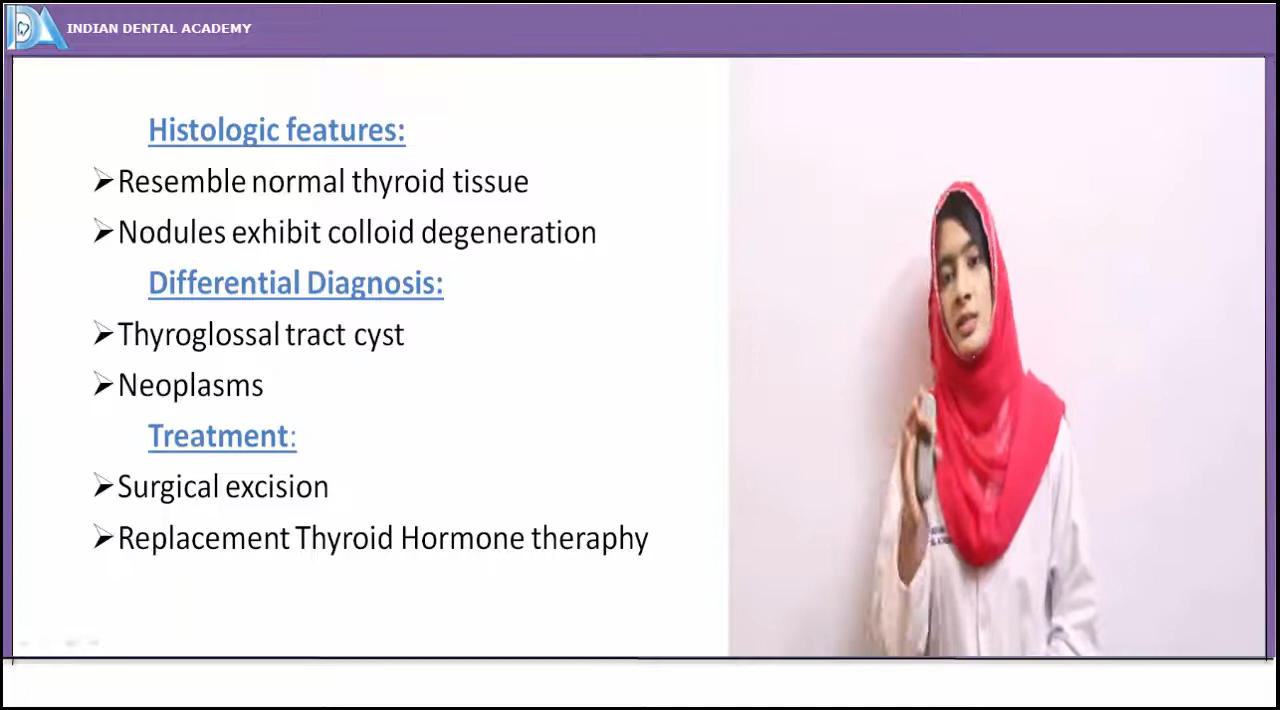 INDIAN DENTAL ACADEMY
Histologic features:
➢Resemble normal thyroid tissue
➢Nodules exhibit colloid degeneration
Differential Diagnosis:
➢Thyroglossal tract cyst
➢Neoplasms
Treatment:
➢Surgical excision
➢Replacement Thyroid Hormone theraphy